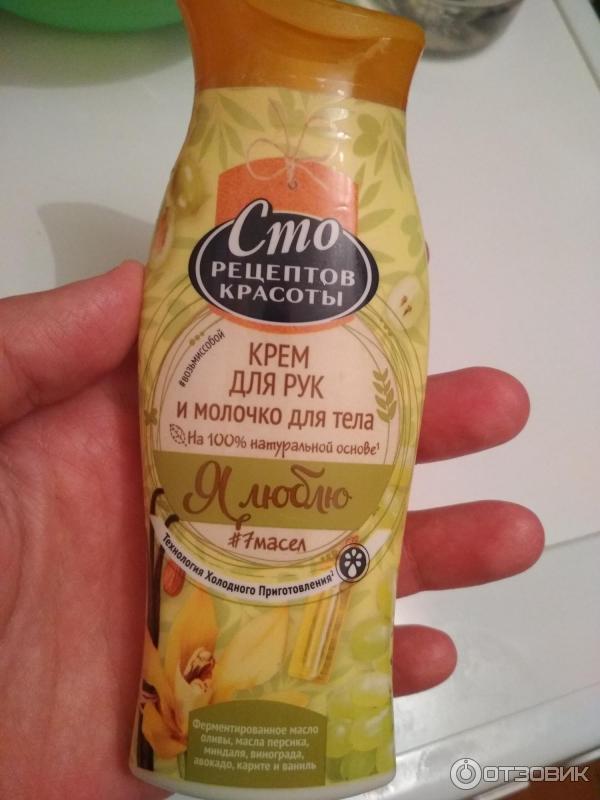 Сто
РЕЦЕПТОВ
КРАСОТЫ
#возьмиссобой
КРЕМ
ДЛЯ РУК
И МОЛОЧКО ДЛЯ ТЕЛА
На 100% натуральной основе¹
Я люблю
#7масел
Технология Холодного Приготовления²
Ферментированное масло
оливы, масла персика,
миндаля, винограда,
авокадо, карите и ваниль
ОТЗОВИК